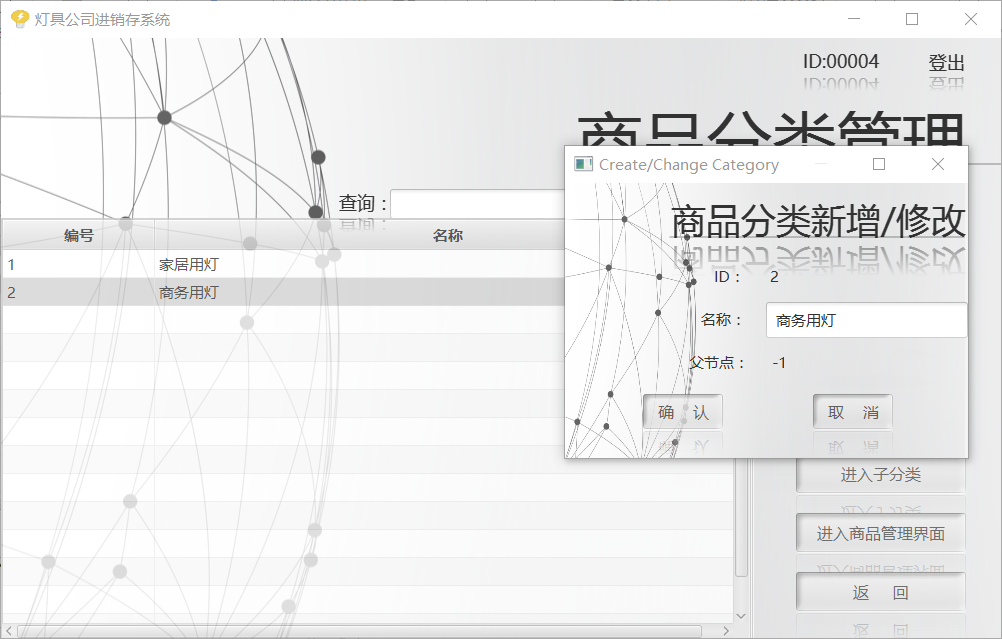 灯具公司进销存系统
ID:00004 登出
商品分类管理
查询：
编号 名称
1 家居用灯
2 商务用灯
Create/Change Category
商品分类新增/修改
ID： 2
名称： 商务用灯
父节点： -1
确 认 取 消
进入子分类
进入商品管理界面
返 回